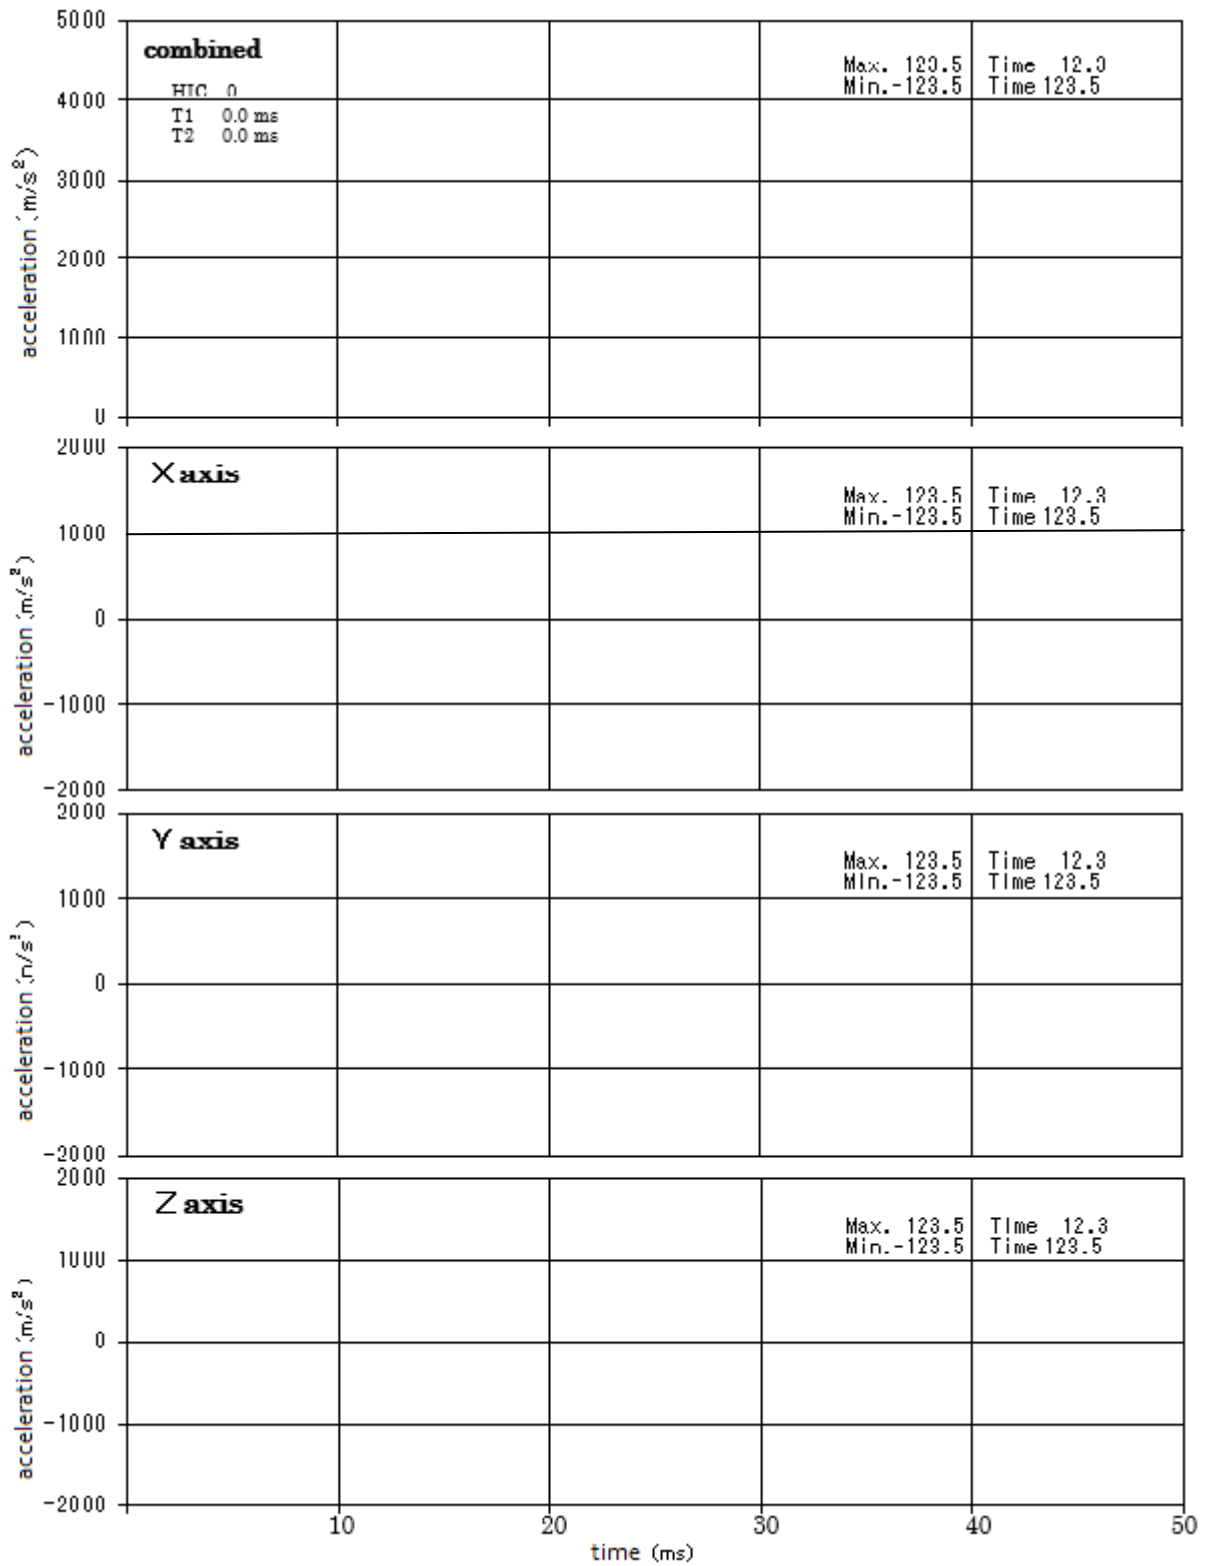 5000
combined
Max. 123.5 Time 12.3
Min.-123.5 Time 123.5
HIC 0
4000
T1 0.0 ms
T2 0.0 ms
3000
2000
1000
0
acceleration (m/s²)
2000
X axis
Max. 123.5 Time 12.3
Min.-123.5 Time 123.5
1000
0
-1000
-2000
acceleration (m/s²)
2000
Y axis
Max. 123.5 Time 12.3
Min.-123.5 Time 123.5
1000
0
-1000
-2000
acceleration (m/s²)
2000
Z axis
Max. 123.5 Time 12.3
Min.-123.5 Time 123.5
1000
0
-1000
-2000
acceleration (m/s²)
10 20 30 40 50
time (ms)